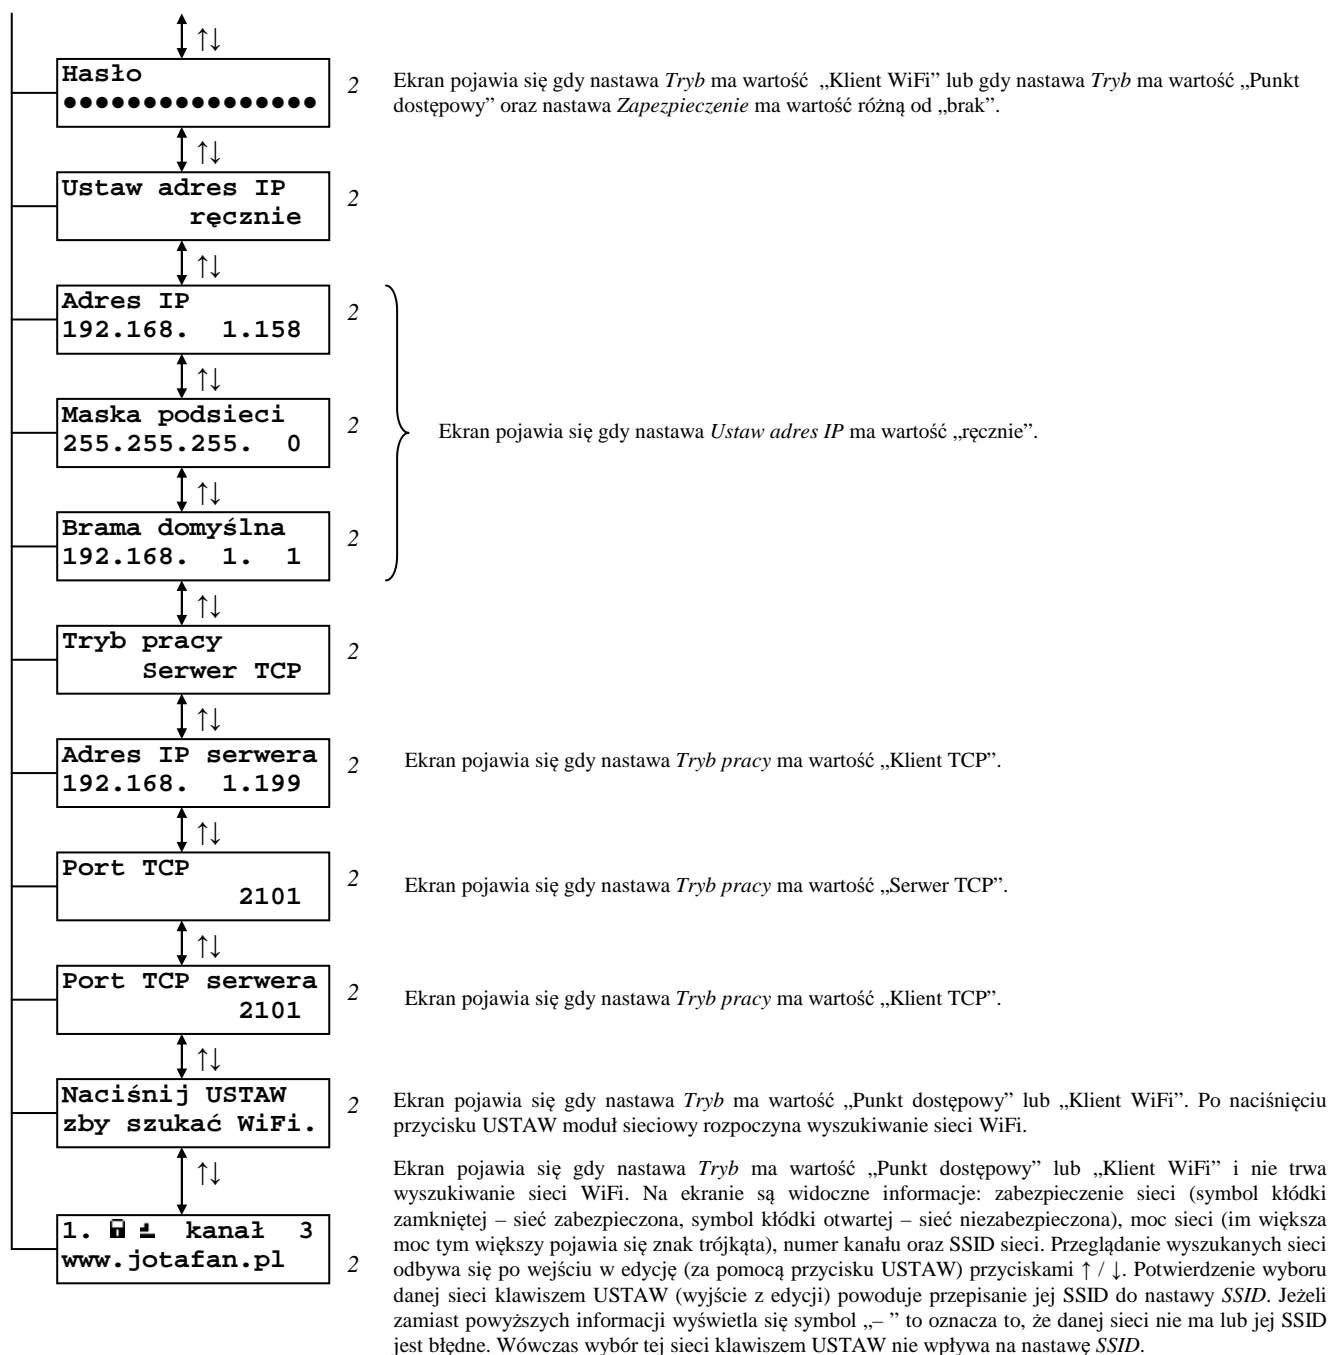 ↑↓
Hasło
●●●●●●●●●●●●●●●●
2
Ekran pojawia się gdy nastawa Tryb ma wartość „Klient WiFi” lub gdy nastawa Tryb ma wartość „Punkt
dostępowy” oraz nastawa Zapezpieczenie ma wartość różną od „brak”.
↑↓
Ustaw adres IP
ręcznie
2
↑↓
Adres IP
192.168. 1.158
2
↑↓
Maska podsieci
255.255.255. 0
2
Ekran pojawia się gdy nastawa Ustaw adres IP ma wartość „ręcznie”.
↑↓
Brama domyślna
192.168. 1. 1
2
↑↓
Tryb pracy
Serwer TCP
2
↑↓
Adres IP serwera
192.168. 1.199
2
Ekran pojawia się gdy nastawa Tryb pracy ma wartość „Klient TCP”.
↑↓
Port TCP
2101
2
Ekran pojawia się gdy nastawa Tryb pracy ma wartość „Serwer TCP”.
↑↓
Port TCP serwera
2101
2
Ekran pojawia się gdy nastawa Tryb pracy ma wartość „Klient TCP”.
↑↓
Naciśnij USTAW
zby szukać WiFi.
2
Ekran pojawia się gdy nastawa Tryb ma wartość „Punkt dostępowy” lub „Klient WiFi”. Po naciśnięciu
przycisku USTAW moduł sieciowy rozpoczyna wyszukiwanie sieci WiFi.
↑↓
1. kanał 3
www.jotafan.pl
2
Ekran pojawia się gdy nastawa Tryb ma wartość „Punkt dostępowy” lub „Klient WiFi” i nie trwa
wyszukiwanie sieci WiFi. Na ekranie są widoczne informacje: zabezpieczenie sieci (symbol kłódki
zamkniętej – sieć zabezpieczona, symbol kłódki otwartej – sieć niezabezpieczona), moc sieci (im większa
moc tym większy pojawia się znak trójkąta), numer kanału oraz SSID sieci. Przeglądanie wyszukanych sieci
odbywa się po wejściu w edycję (za pomocą przycisku USTAW) przyciskami ↑ / ↓. Potwierdzenie wyboru
danej sieci klawiszem USTAW (wyjście z edycji) powoduje przepisanie jej SSID do nastawy SSID. Jeżeli
zamiast powyższych informacji wyświetla się symbol „– ” to oznacza to, że danej sieci nie ma lub jej SSID
jest błędne. Wówczas wybór tej sieci klawiszem USTAW nie wpływa na nastawę SSID.